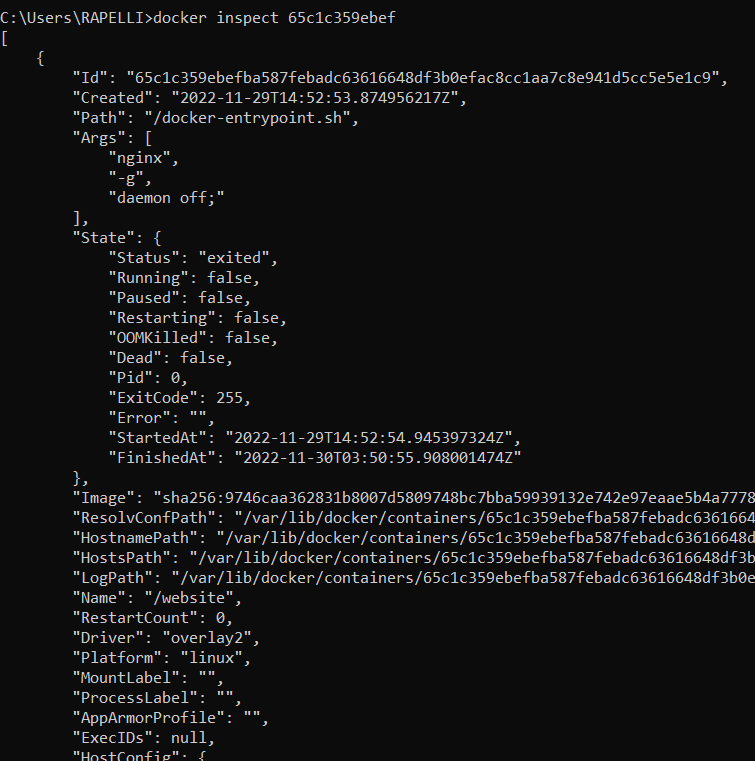 C:\Users\RAPELLI>docker inspect 65c1c359ebef
[
    {
        "Id": "65c1c359ebefba587febadc63616648df3b0efac8cc1aa7c8e941d5cc5e5e1c9",
        "Created": "2022-11-29T14:52:53.874956217Z",
        "Path": "/docker-entrypoint.sh",
        "Args": [
            "nginx",
            "-g",
            "daemon off;"
        ],
        "State": {
            "Status": "exited",
            "Running": false,
            "Paused": false,
            "Restarting": false,
            "OOMKilled": false,
            "Dead": false,
            "Pid": 0,
            "ExitCode": 255,
            "Error": "",
            "StartedAt": "2022-11-29T14:52:54.945397324Z",
            "FinishedAt": "2022-11-30T03:50:55.908001474Z"
        },
        "Image": "sha256:9746caa362831b8007d5809748bc7bba59939132e742e97eaae5b4a7778
        "ResolvConfPath": "/var/lib/docker/containers/65c1c359ebefba587febadc6361664
        "HostnamePath": "/var/lib/docker/containers/65c1c359ebefba587febadc63616648d
        "HostsPath": "/var/lib/docker/containers/65c1c359ebefba587febadc63616648df3b
        "LogPath": "/var/lib/docker/containers/65c1c359ebefba587febadc63616648df3b0e
        "Name": "/website",
        "RestartCount": 0,
        "Driver": "overlay2",
        "Platform": "linux",
        "MountLabel": "",
        "ProcessLabel": "",
        "AppArmorProfile": "",
        "ExecIDs": null,
        "HostConfig": {